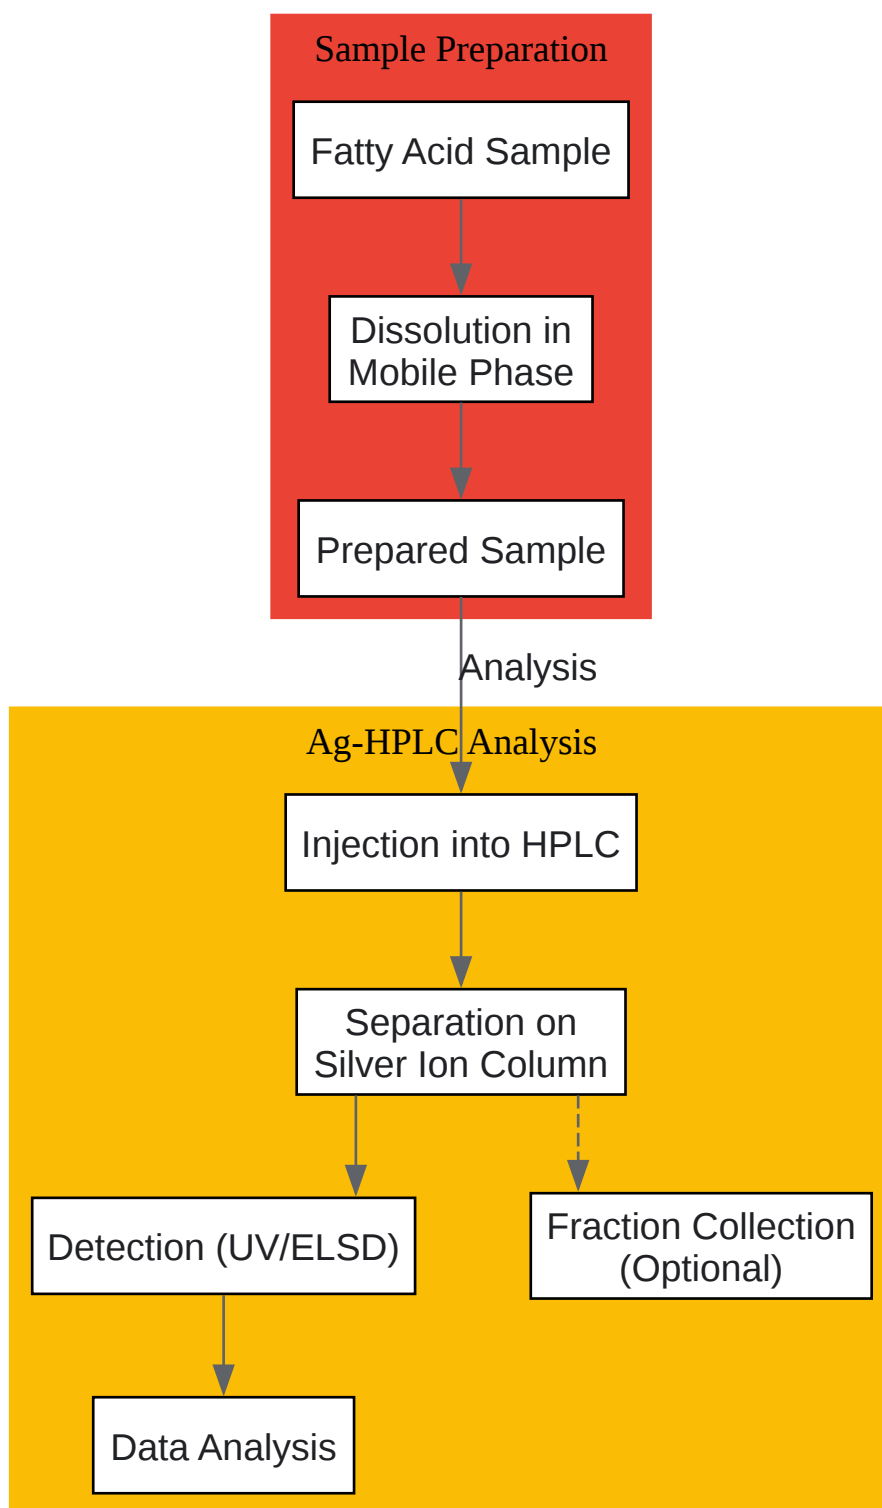 Sample Preparation
Fatty Acid Sample
Dissolution in
Mobile Phase
Prepared Sample
Analysis
Ag-HPLC Analysis
Injection into HPLC
Separation on
Silver Ion Column
Detection (UV/ELSD)
Fraction Collection
(Optional)
Data Analysis